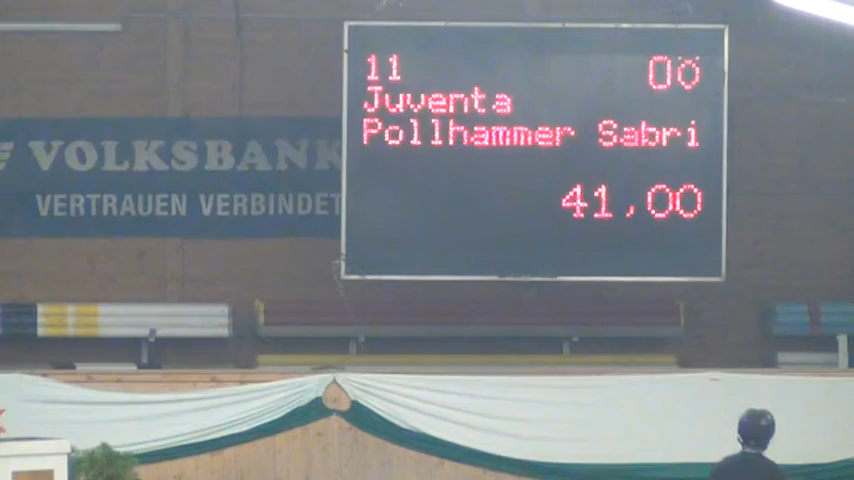 11 OÖ
Juventa
Pollhammer Sabri
41,00
VOLKSBANK
VERTRAUEN VERBINDET